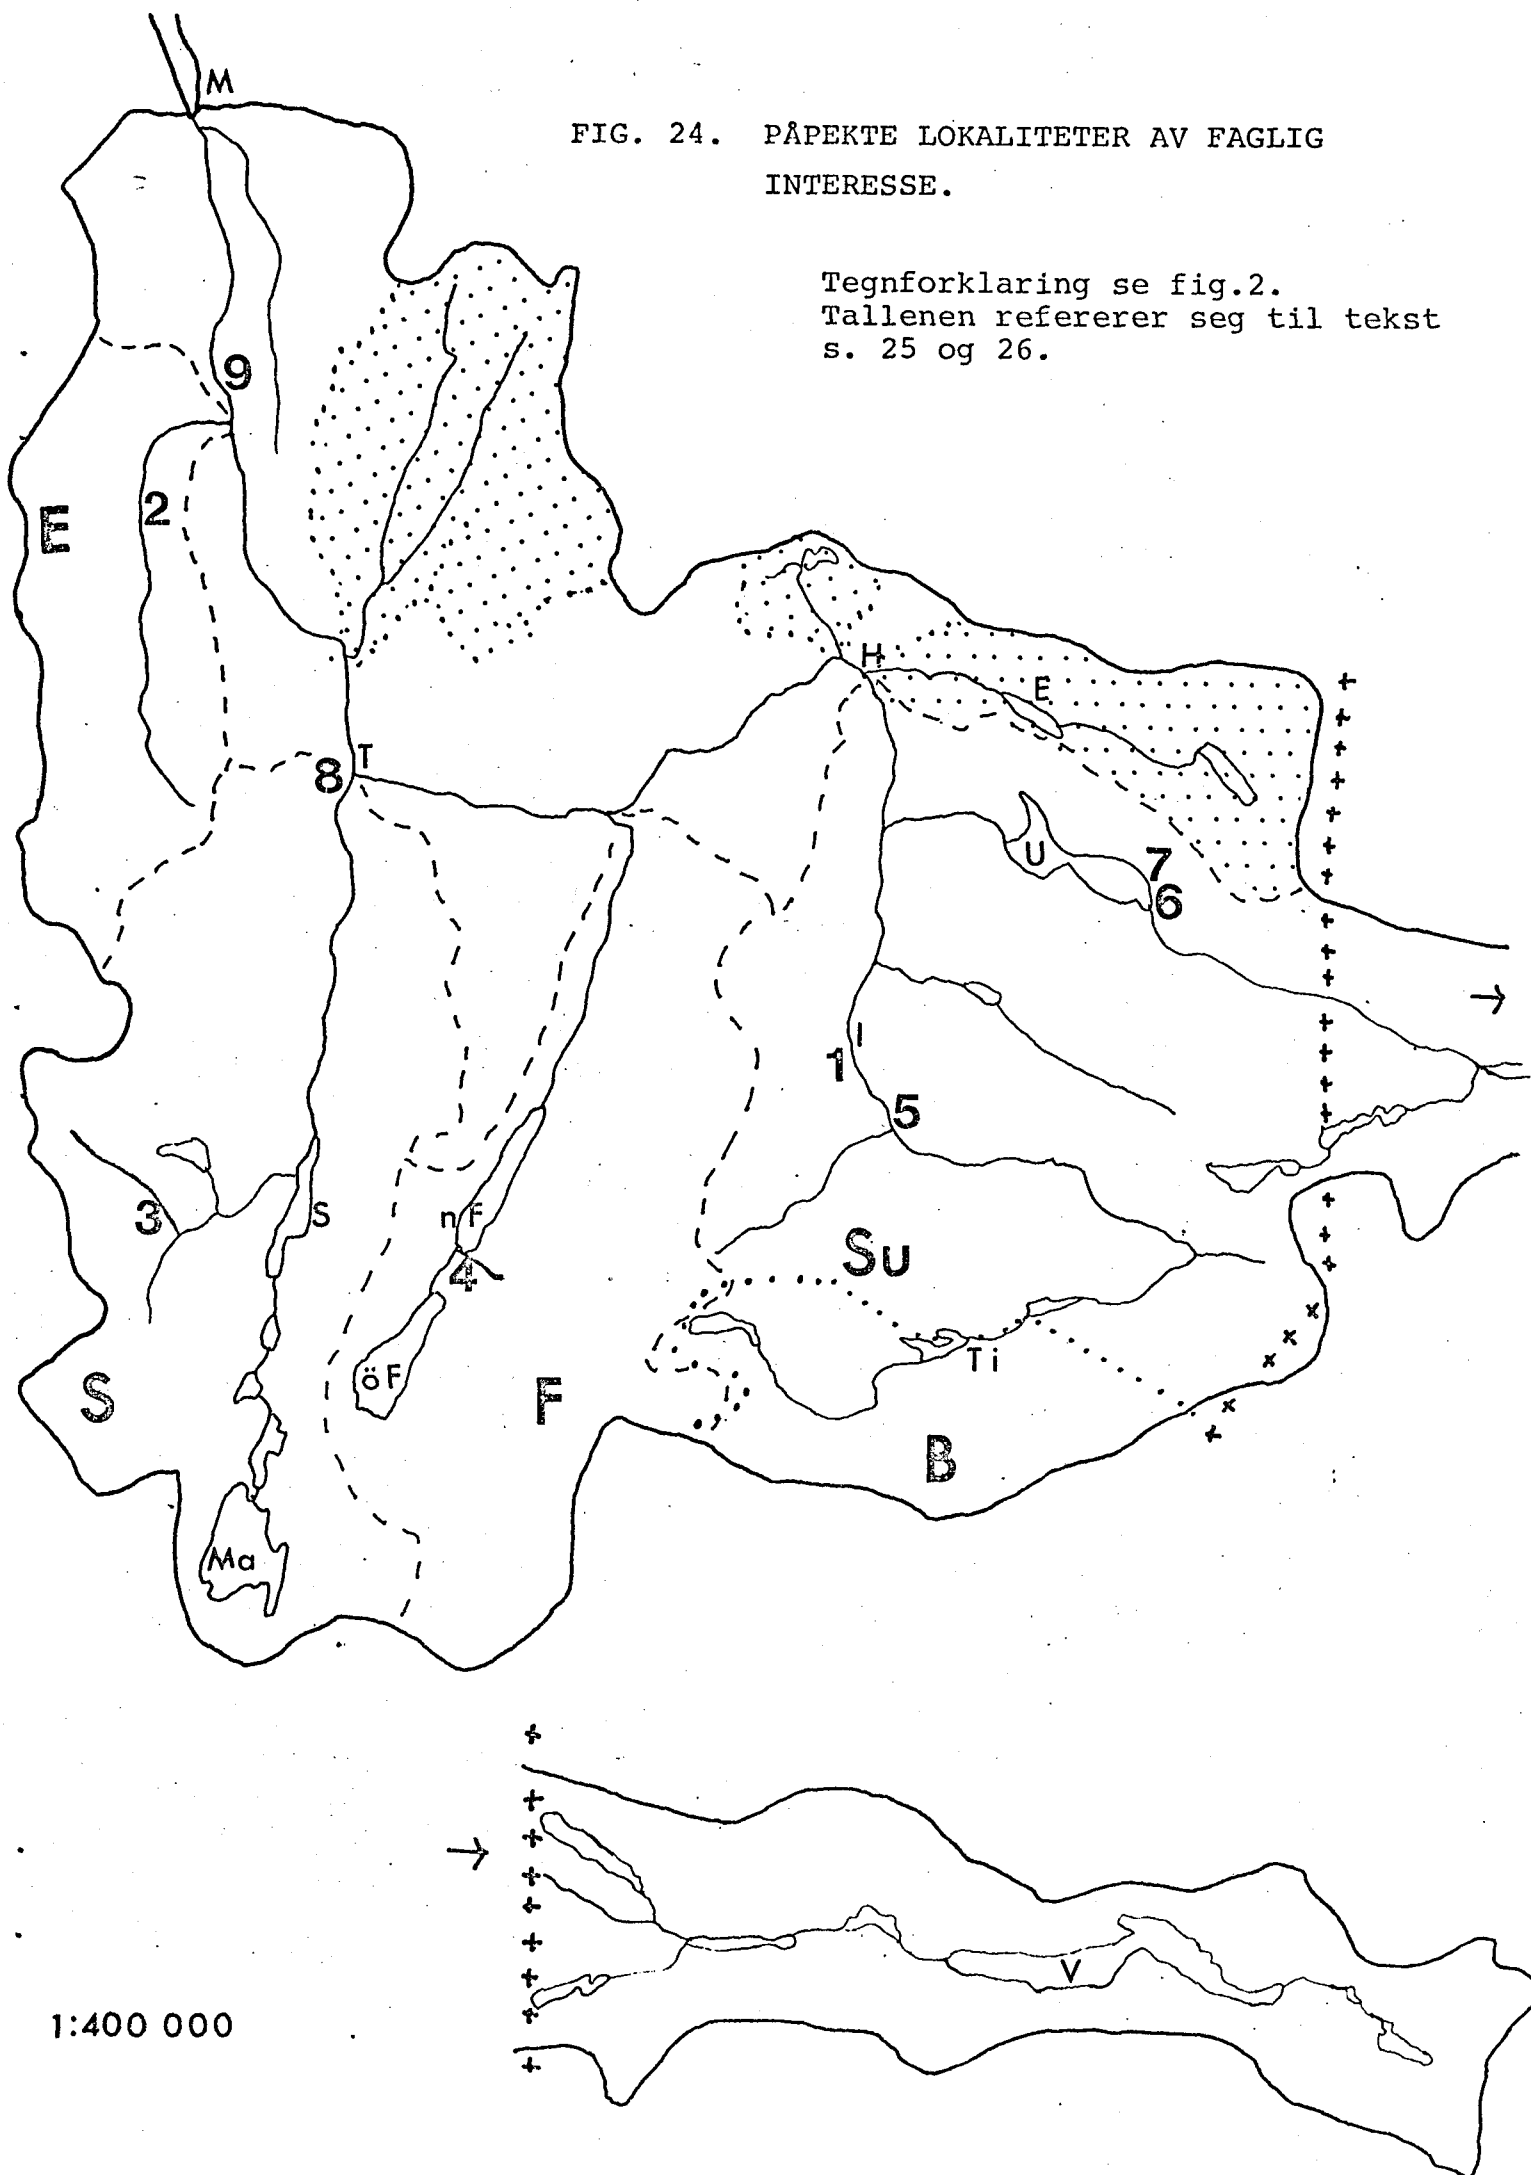 M
FIG. 24. PÅPEKTE LOKALITETER AV FAGLIG
INTERESSE.
Tegnforklaring se fig.2.
Tallenen refererer seg til tekst
s. 25 og 26.
9
2
E
H
E
T
8
U
7
6
I
1
5
3
S
nF
4
Su
öF
Ti
S
F
B
Ma
V
1:400 000